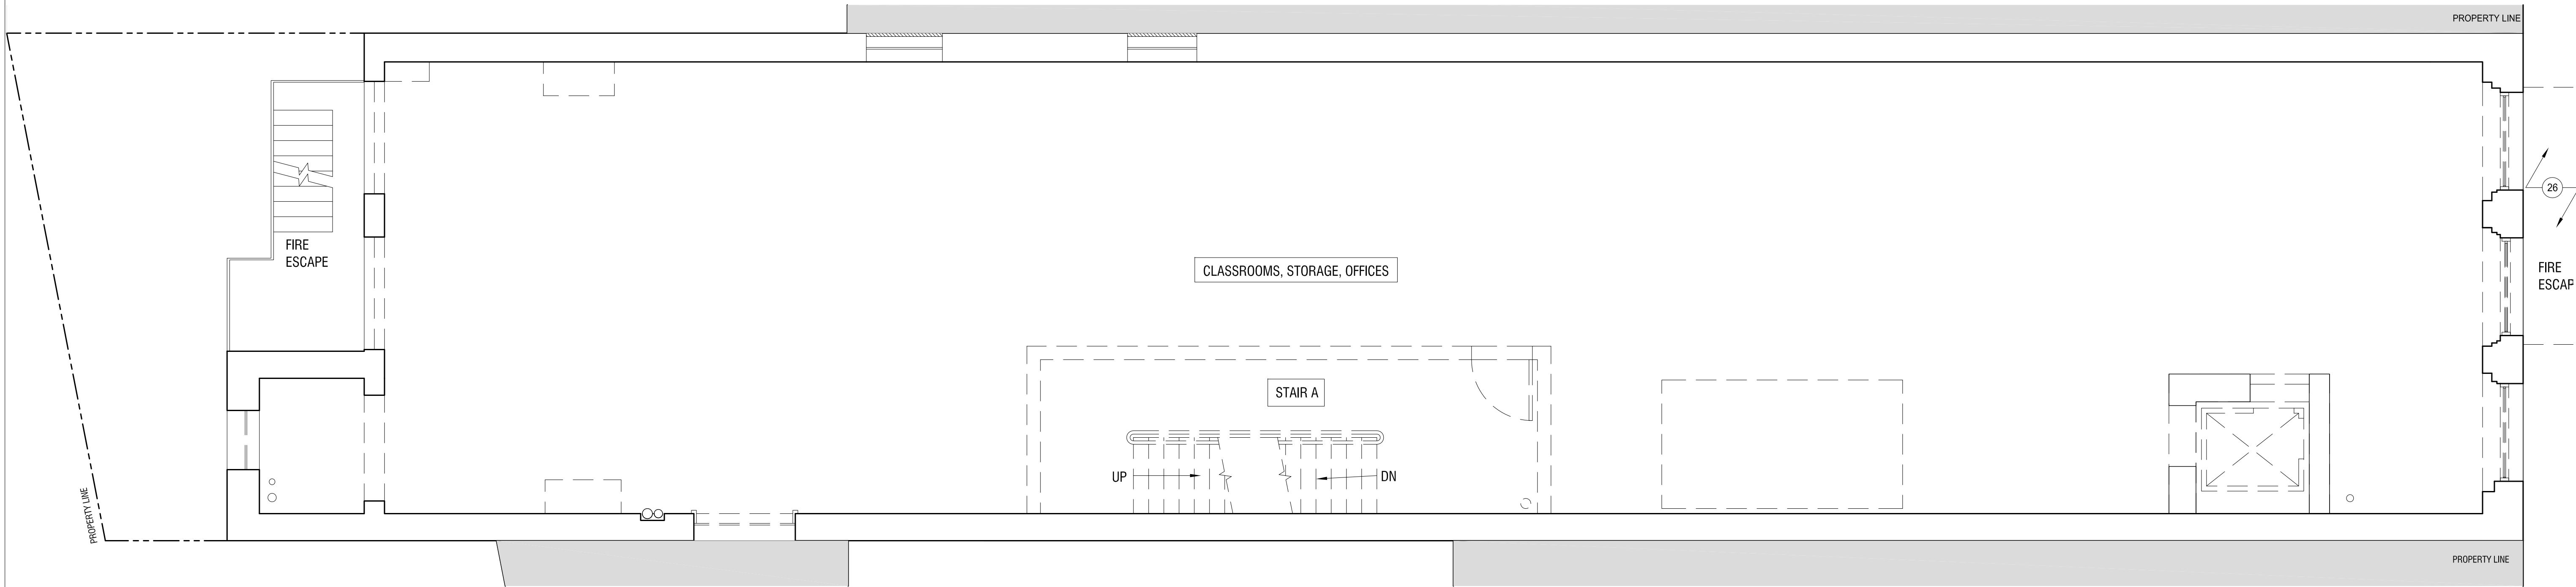 PROPERTY LINE
26
FIRE
ESCAPE
CLASSROOMS, STORAGE, OFFICES
FIRE
ESCAP
STAIR A
UP
DN
PROPERTY LINE
PROPERTY LINE